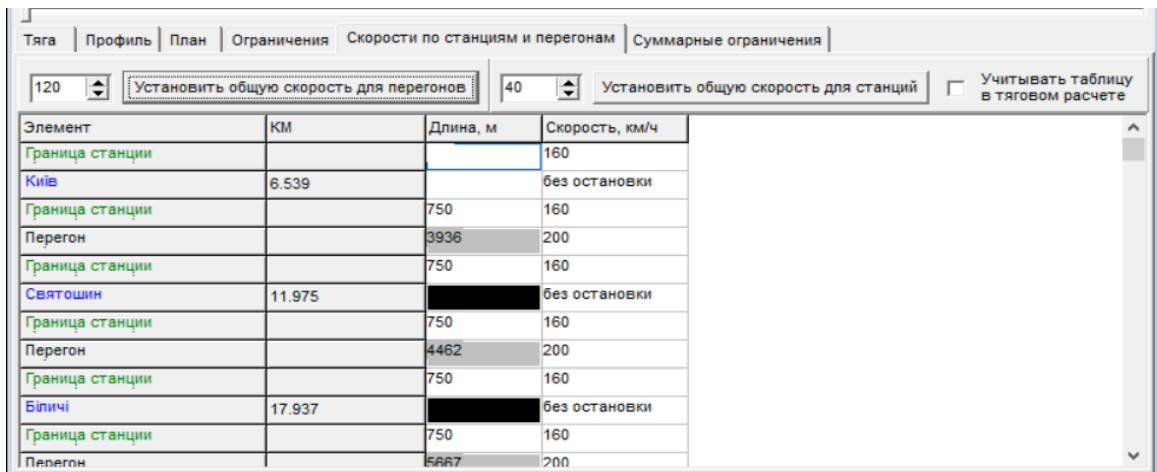 Тяга Профиль План Ограничения Скорости по станциям и перегонам Суммарные ограничения
120 Установить общую скорость для перегонов 40 Установить общую скорость для станций Учитывать таблицу
в тяговом расчете
Элемент КМ Длина, м Скорость, км/ч
Граница станции 160
Київ 6.539 без остановки
Граница станции 750 160
Перегон 3936 200
Граница станции 750 160
Святошин 11.975 без остановки
Граница станции 750 160
Перегон 4462 200
Граница станции 750 160
Біличі 17.937 без остановки
Граница станции 750 160
Перегон 5667 200